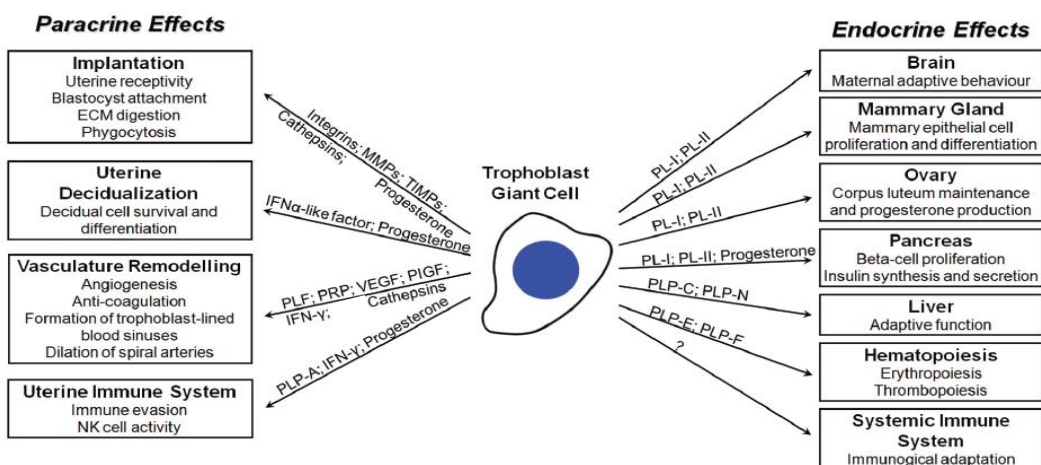 Paracrine Effects
Implantation
Uterine receptivity
Blastocyst attachment
ECM digestion
Phygocytosis
Uterine
Decidualization
Decidual cell survival and
differentiation
Vasculature Remodelling
Angiogenesis
Anti-coagulation
Formation of trophoblast-lined
blood sinuses
Dilation of spiral arteries
Uterine Immune System
Immune evasion
NK cell activity
Integrins; MMPs; TIMPs;
Cathepsins;
Progesterone
IFNα-like factor; Progesterone
PLF; PRP; VEGF; PIGF;
IFN-γ;
Cathepsins
PLP-A; IFN-γ; Progesterone
Trophoblast
Giant Cell
PL-I; PL-II
PL-I; PL-II
PL-I; PL-II
PL-I; PL-II; Progesterone
PLP-C; PLP-N
PLP-E; PLP-F
?
Endocrine Effects
Brain
Maternal adaptive behaviour
Mammary Gland
Mammary epithelial cell
proliferation and differentiation
Ovary
Corpus luteum maintenance
and progesterone production
Pancreas
Beta-cell proliferation
Insulin synthesis and secretion
Liver
Adaptive function
Hematopoiesis
Erythropoiesis
Thrombopoiesis
Systemic Immune
System
Immunogical adaptation